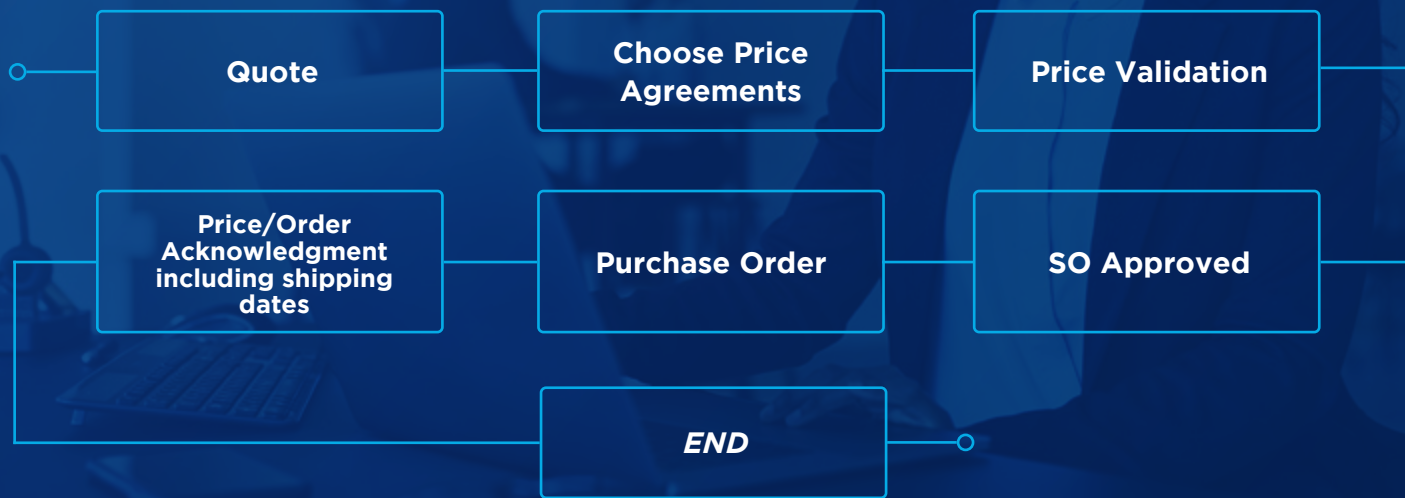 Quote
Choose Price
Agreements
Price Validation
Price/Order
Acknowledgment
including shipping
dates
Purchase Order
SO Approved
END